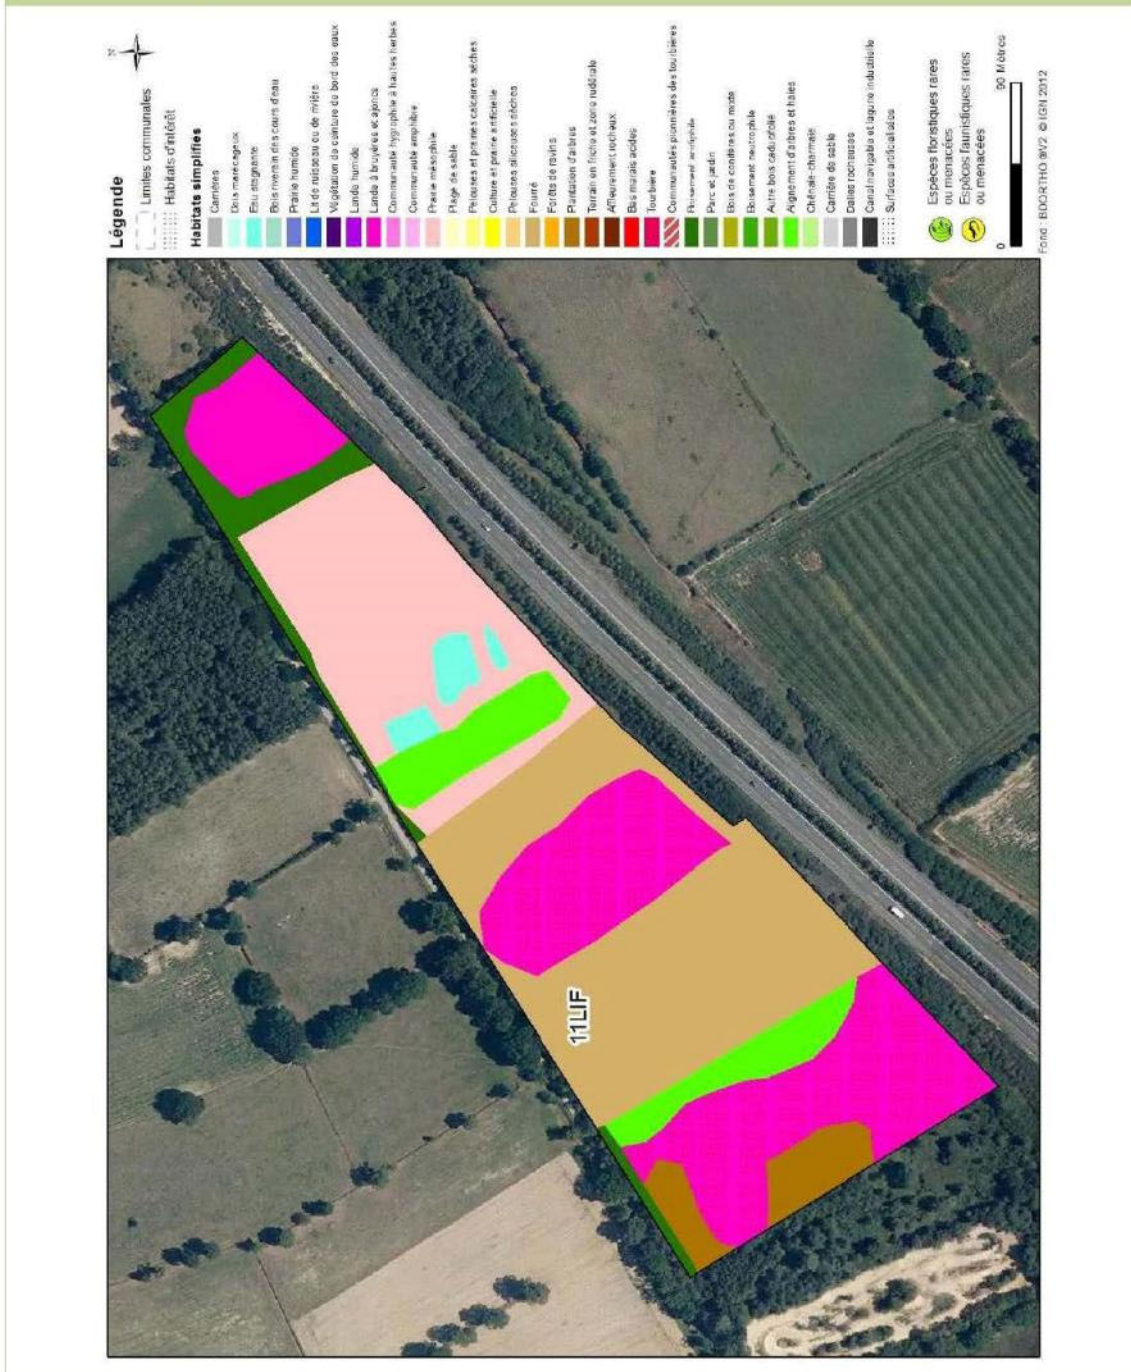 N
Légende
Limites communales
Habitats d'intérêt
Habitats simplifiés
Carrières
Bois marécageux
Eau stagnante
Bois riverain des cours d'eau
Prairie humide
Lit de ruisseau ou de rivière
Végétation de ceinture de bord des eaux
Lande humide
Lande à bruyères et ajoncs
Communauté hygrophile à hautes herbes
Communauté amphibie
Prairie mésophile
Plage de sable
Pelouses et prairies calcaires sèches
Culture et prairie artificielle
Pelouses siliceuses sèches
Fourré
Forêts de ravins
Plantation d'arbres
Terrain en friche et zone rudérale
Affleurement rocheux
Bas marais acides
Tourbière
Communautés pionnières des tourbières
Boisement acidiphile
Parc et jardin
Bois de conifères ou mixte
Boisement neutrophile
Autre bois caducifolié
Alignement d'arbres et haies
Chênaie-charmaie
Carrière de sable
Dalles rocheuses
Canal navigable et lagune industrielle
Surfaces artificialisées
Espèces floristiques rares
ou menacées
Espèces faunistiques rares
ou menacées
0 90 Mètres
Fond : BDORTHO ®V2 © IGN 2012
11LIF